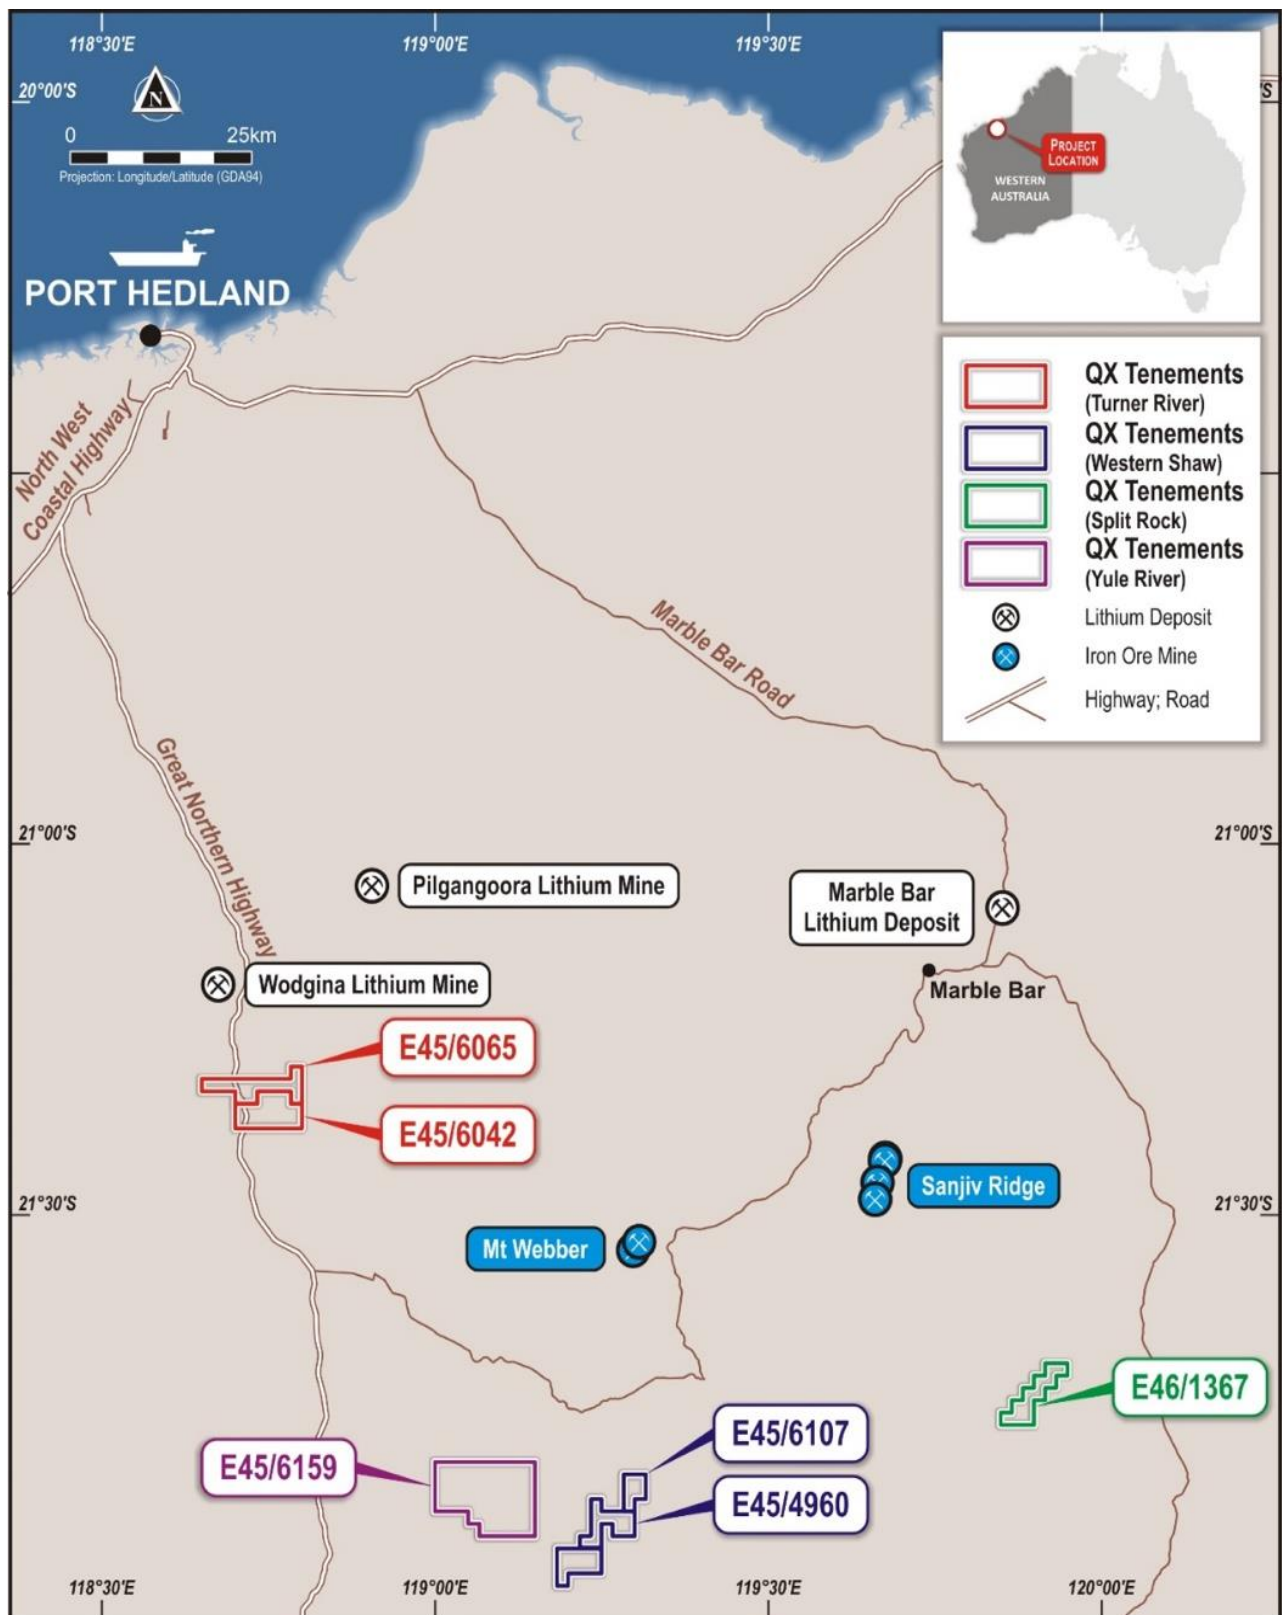 118°30'E
119°00'E
119°30'E
20°00'S
S
N
0
25km
Projection: Longitude/Latitude (GDA94)
PROJECT
LOCATION
WESTERN
AUSTRALIA
PORT HEDLAND
North West
Coastal Highway
QX Tenements
(Turner River)
QX Tenements
(Western Shaw)
QX Tenements
(Split Rock)
QX Tenements
(Yule River)
Lithium Deposit
Iron Ore Mine
Highway; Road
Marble Bar Road
Great Northern Highway
21°00'S
21°00'S
Pilgangoora Lithium Mine
Marble Bar
Lithium Deposit
Wodgina Lithium Mine
Marble Bar
E45/6065
E45/6042
21°30'S
21°30'S
Sanjiv Ridge
Mt Webber
E46/1367
E45/6107
E45/6159
E45/4960
118°30'E
119°00'E
119°30'E
120°00'E